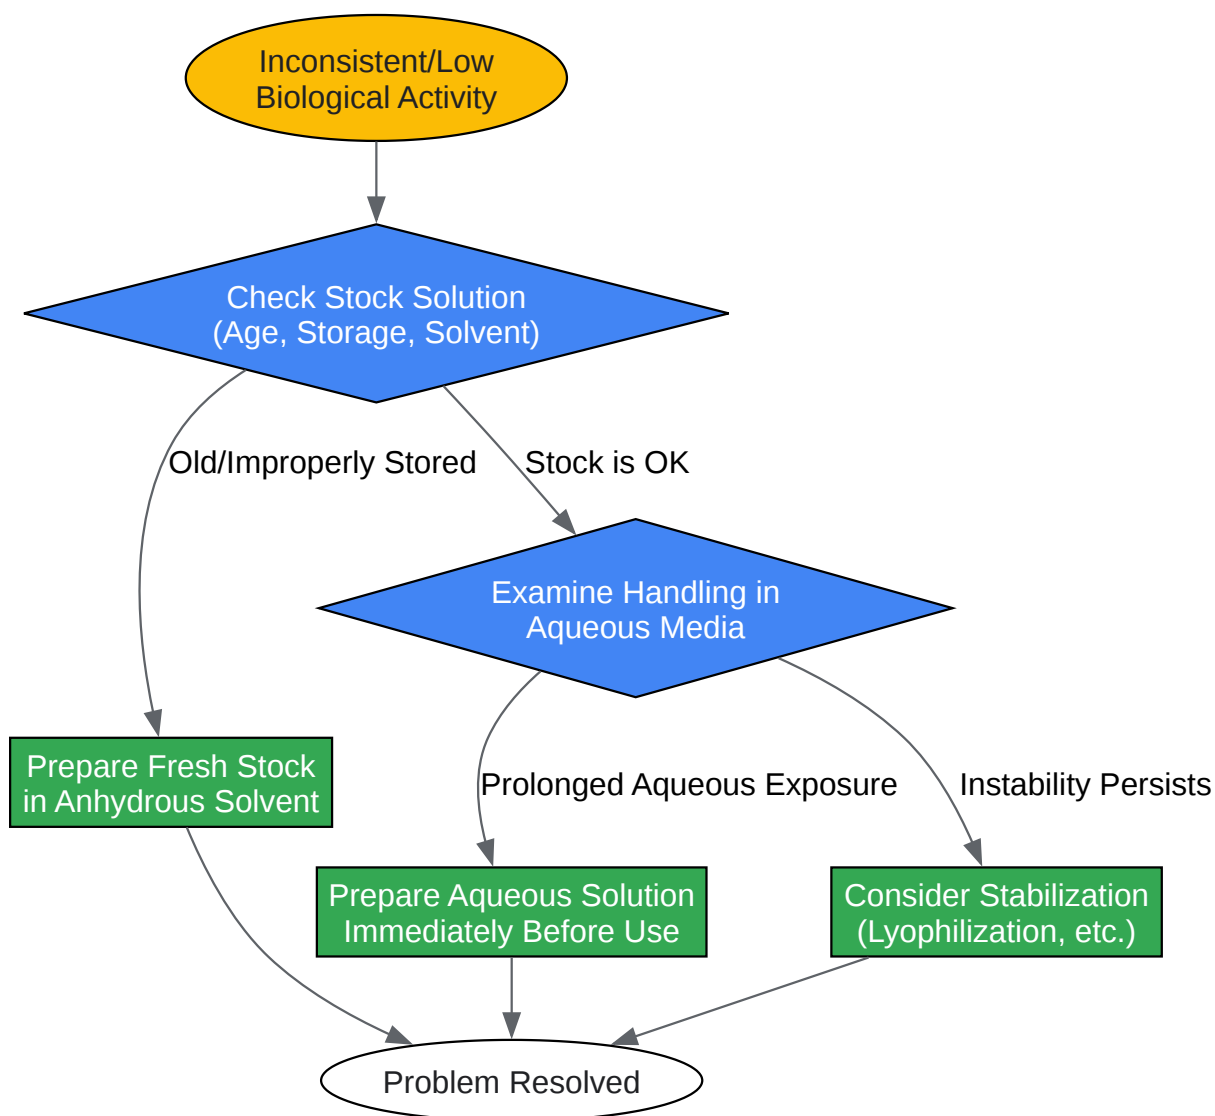 Inconsistent/Low
Biological Activity
Check Stock Solution
(Age, Storage, Solvent)
Old/Improperly Stored
Stock is OK
Examine Handling in
Aqueous Media
Prepare Fresh Stock
in Anhydrous Solvent
Prolonged Aqueous Exposure
Instability Persists
Prepare Aqueous Solution
Immediately Before Use
Consider Stabilization
(Lyophilization, etc.)
Problem Resolved